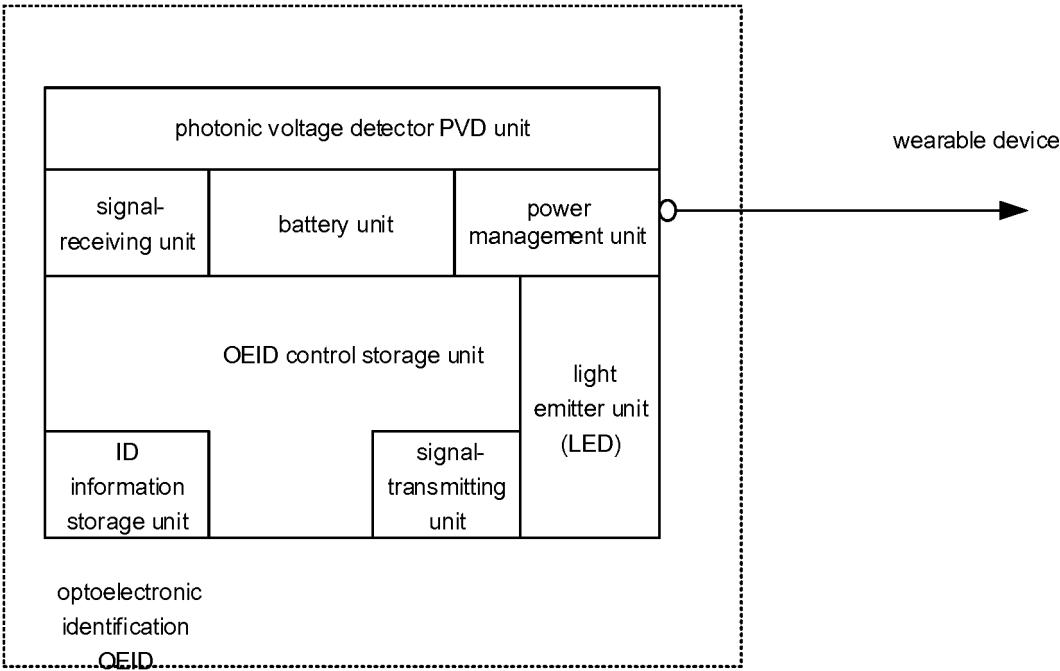 photonic voltage detector PVD unit
wearable device
signal-
receiving unit
battery unit
power
management unit
OEID control storage unit
light
emitter unit
(LED)
ID
information
storage unit
signal-
transmitting
unit
optoelectronic
identification
OEID